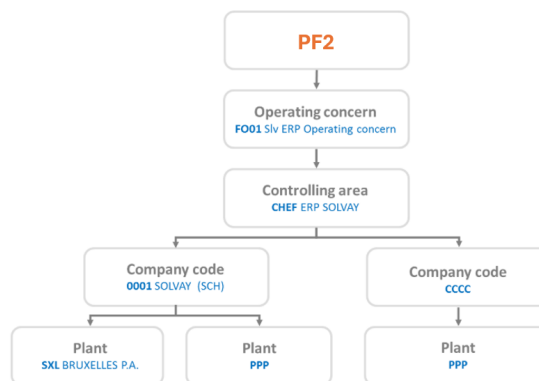 PF2
Operating concern
FO01 Slv ERP Operating concern
Controlling area
CHEF ERP SOLVAY
Company code
0001 SOLVAY (SCH)
Company code
CCCC
Plant
SXL BRUXELLES P.A.
Plant
PPP
Plant
PPP